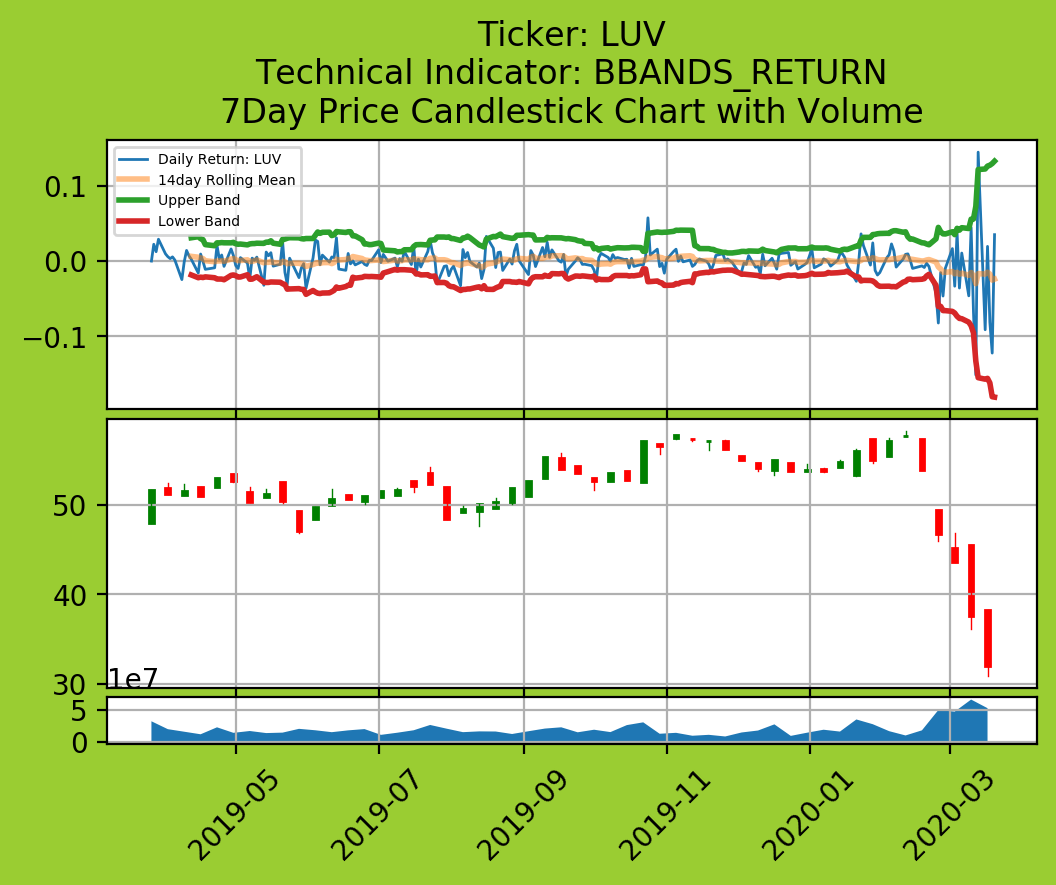 Ticker: LUV
Technical Indicator: BBANDS_RETURN
7Day Price Candlestick Chart with Volume
Daily Return: LUV
14day Rolling Mean
Upper Band
Lower Band
0.1
0.0
−0.1
50
40
30
1e7
5
0
2019-05
2019-07
2019-09
2019-11
2020-01
2020-03